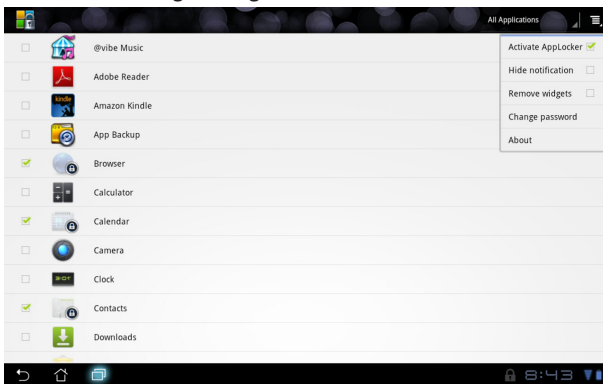 All Applications
Activate AppLocker
Hide notification
Remove widgets
Change password
About
@vibe Music
Adobe Reader
kindle
Amazon Kindle
App Backup
Browser
Calculator
Calendar
Camera
Clock
Contacts
Downloads
8:43